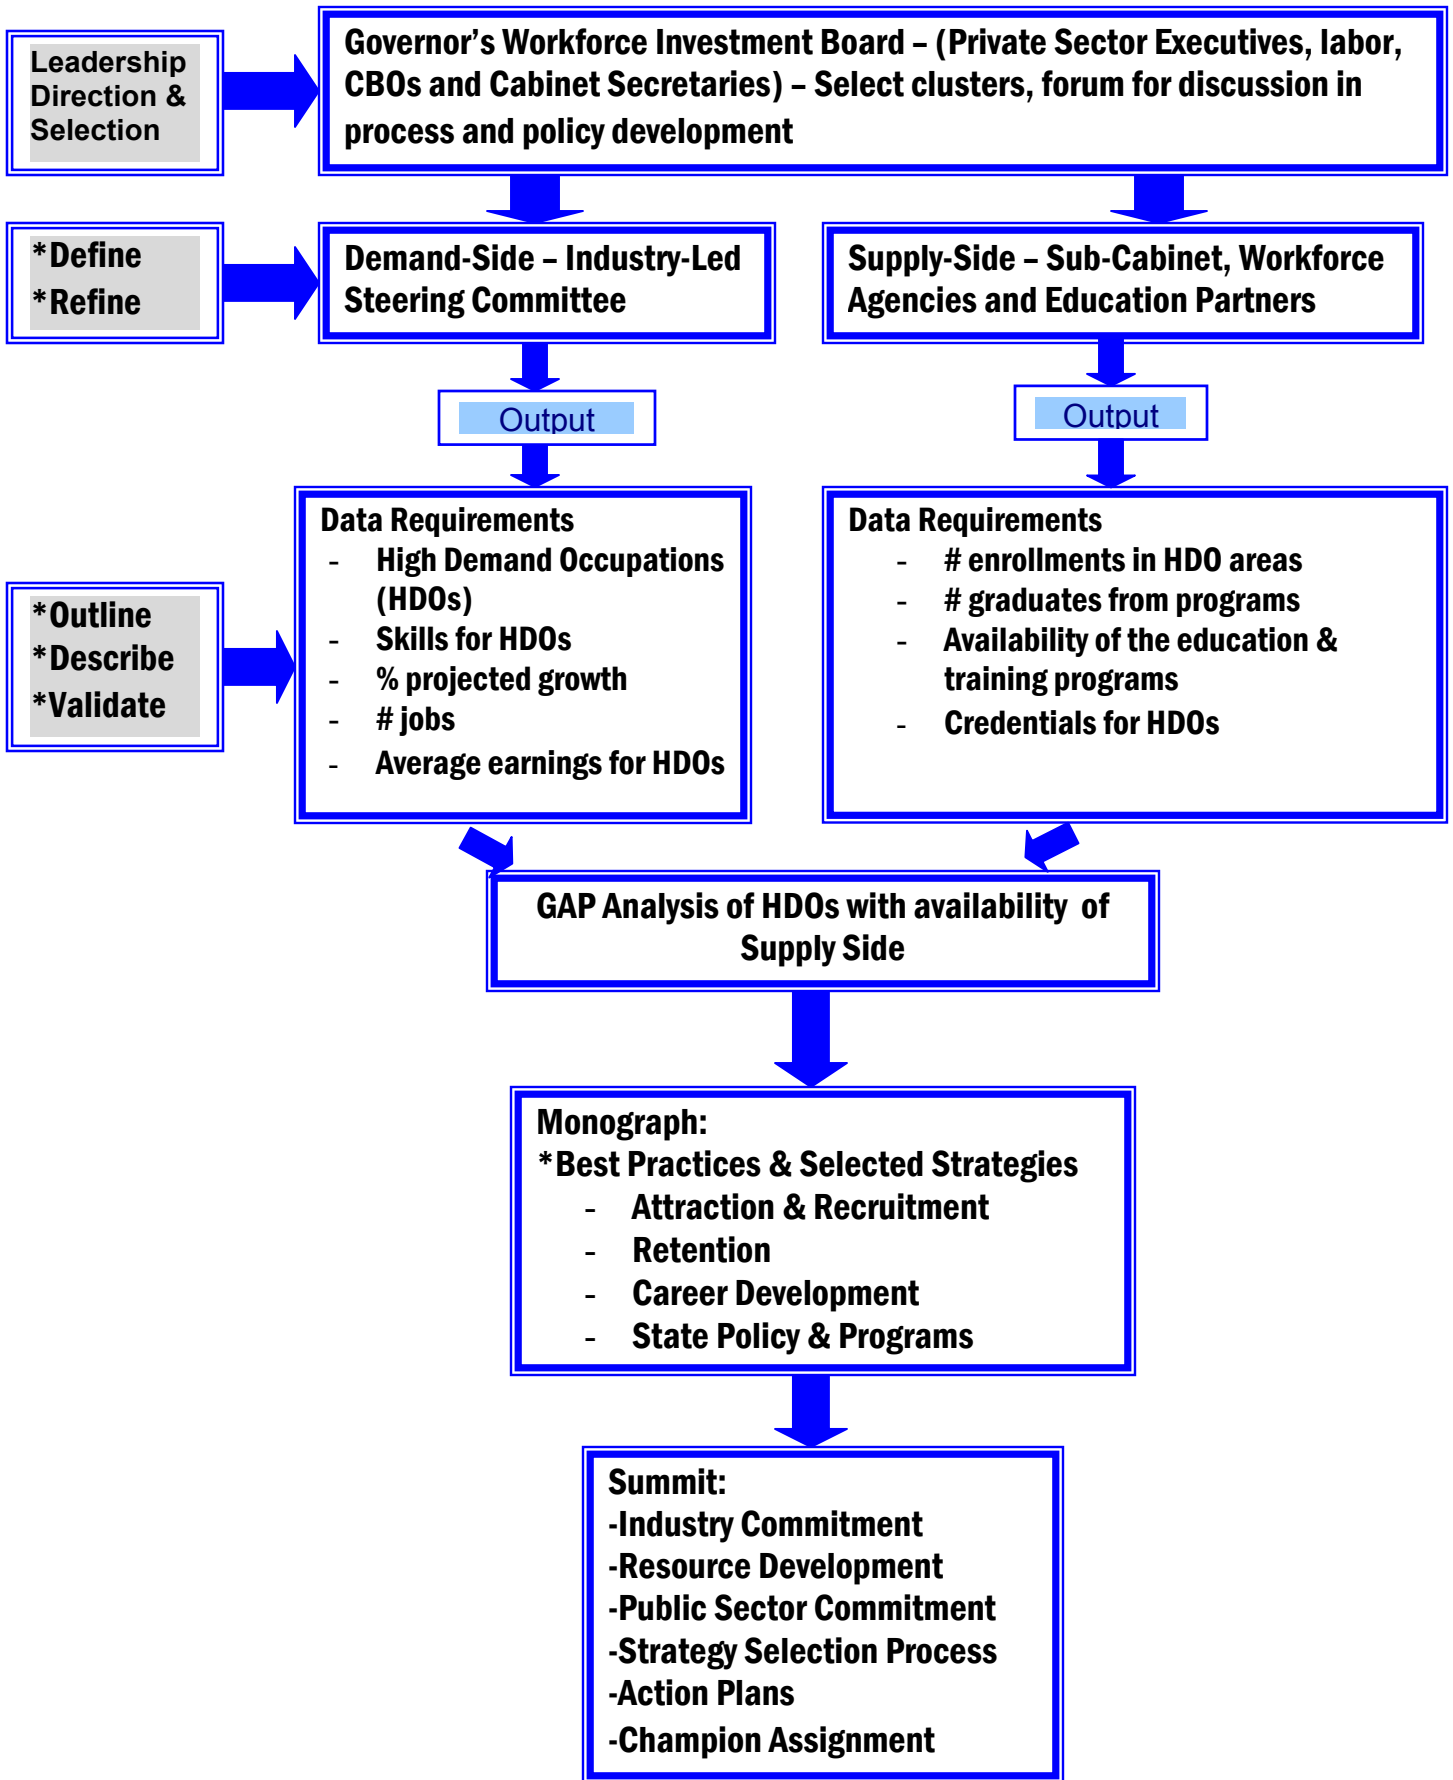 Leadership
Direction &
Selection
Governor’s Workforce Investment Board – (Private Sector Executives, labor,
CBOs and Cabinet Secretaries) – Select clusters, forum for discussion in
process and policy development
*Define
*Refine
Demand-Side – Industry-Led
Steering Committee
Supply-Side – Sub-Cabinet, Workforce
Agencies and Education Partners
Output
Output
*Outline
*Describe
*Validate
Data Requirements
- High Demand Occupations
(HDOs)
- Skills for HDOs
- % projected growth
- # jobs
- Average earnings for HDOs
Data Requirements
- # enrollments in HDO areas
- # graduates from programs
- Availability of the education &
training programs
- Credentials for HDOs
GAP Analysis of HDOs with availability of
Supply Side
Monograph:
*Best Practices & Selected Strategies
- Attraction & Recruitment
- Retention
- Career Development
- State Policy & Programs
Summit:
-Industry Commitment
-Resource Development
-Public Sector Commitment
-Strategy Selection Process
-Action Plans
-Champion Assignment